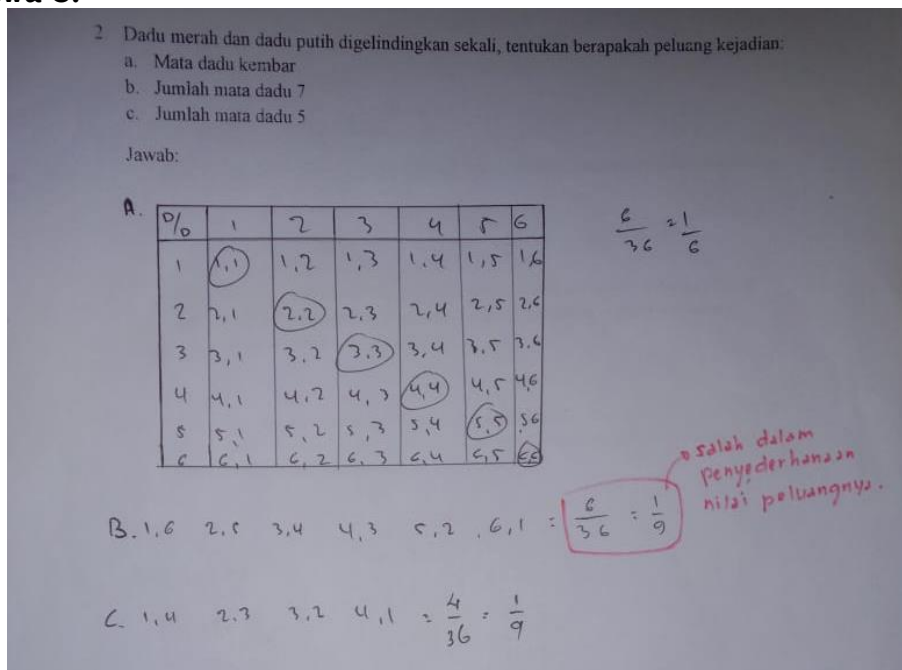 2 Dadu merah dan dadu putih digelindingkan sekali, tentukan berapakah peluang kejadian:
a. Mata dadu kembar
b. Jumlah mata dadu 7
c. Jumlah mata dadu 5
Jawab:
A.
D/D 1 2 3 4 5 6
1 1,1 1,2 1,3 1,4 1,5 1,6
2 2,1 2,2 2,3 2,4 2,5 2,6
3 3,1 3,2 3,3 3,4 3,5 3,6
4 4,1 4,2 4,3 4,4 4,5 4,6
5 5,1 5,2 5,3 5,4 5,5 5,6
6 6,1 6,2 6,3 6,4 6,5 6,6
6/36 = 1/6
B. 1,6 2,5 3,4 4,3 5,2 , 6,1 = 6/36 = 1/9
salah dalam
penyederhanaan
nilai peluangnya.
C. 1,4 2,3 3,2 4,1 = 4/36 = 1/9